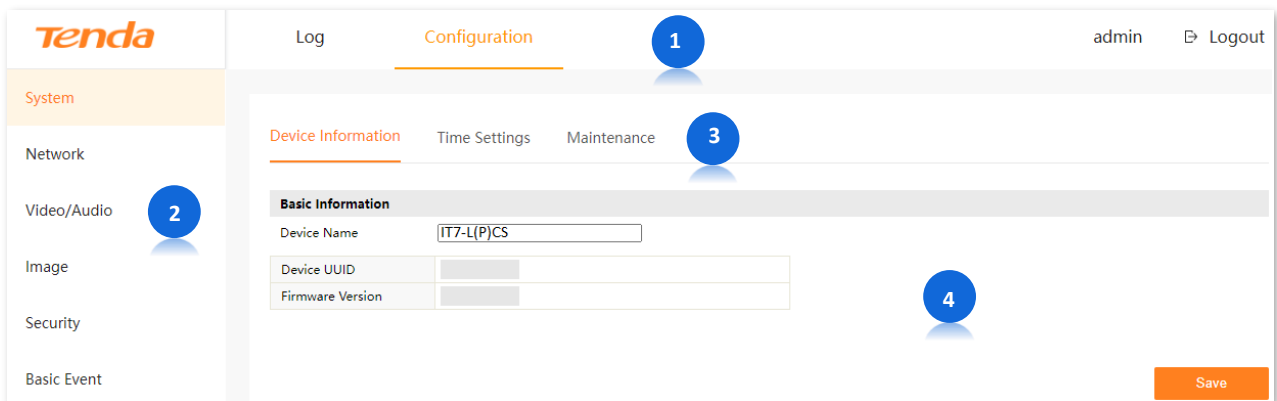 Tenda
Log Configuration 1 admin Logout
System
Device Information Time Settings Maintenance 3
Network
Video/Audio 2
Basic Information
Device Name IT7-L(P)CS
Image
Device UUID
Firmware Version
4
Security
Basic Event
Save